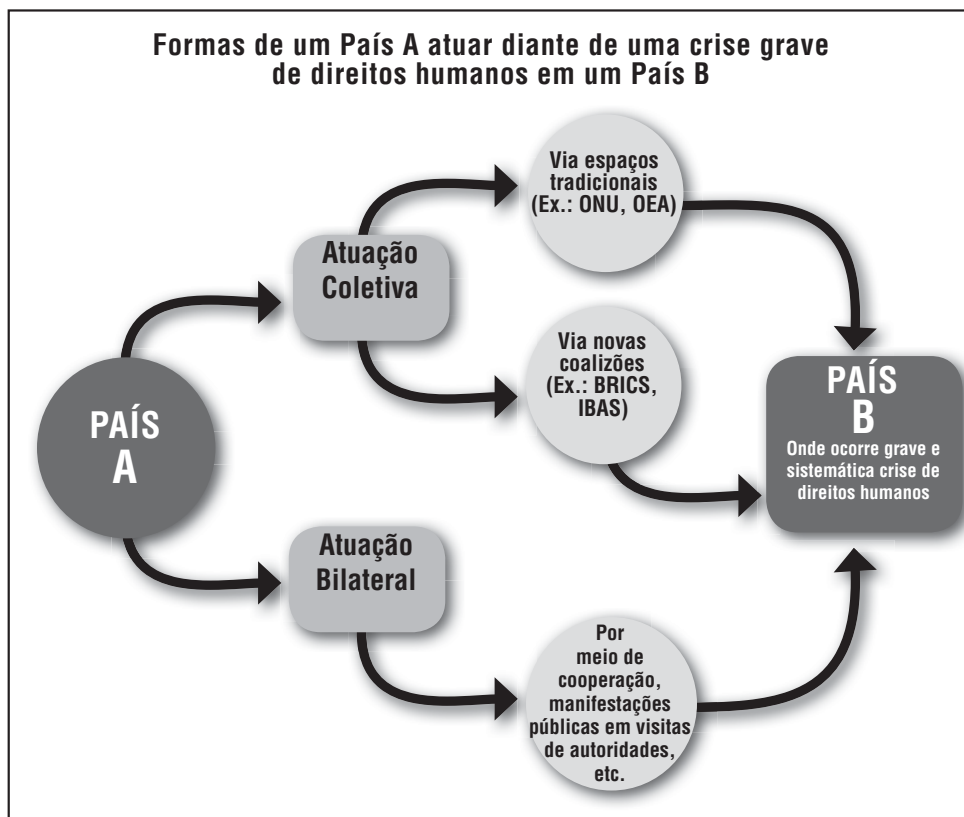 Formas de um País A atuar diante de uma crise grave
de direitos humanos em um País B
Via espaços
tradicionais
(Ex.: ONU, OEA)
Atuação
Coletiva
Via novas
coalizões
(Ex.: BRICS,
IBAS)
PAÍS
A
PAÍS
B
Onde ocorre grave e
sistemática crise de
direitos humanos
Atuação
Bilateral
Por
meio de
cooperação,
manifestações
públicas em visitas
de autoridades,
etc.